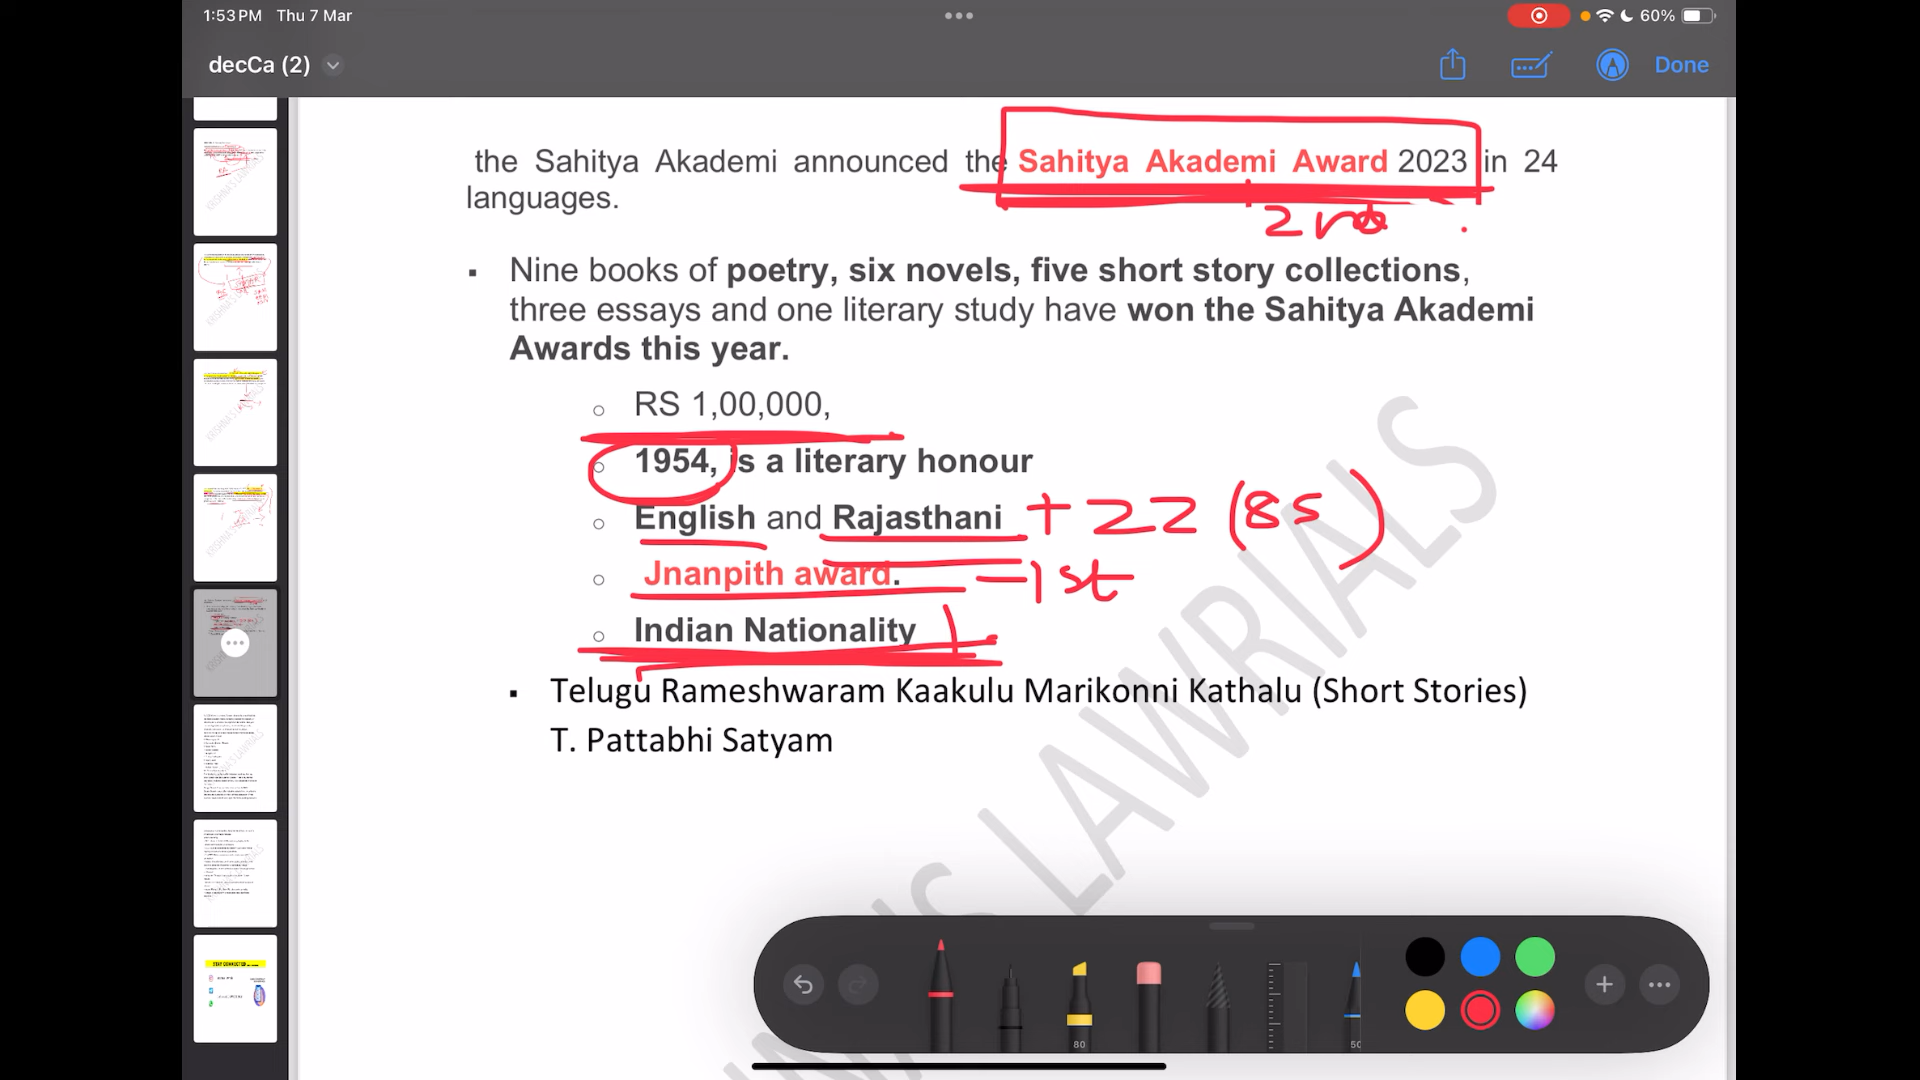 1:53 PM Thu 7 Mar
60%
decCa (2)
Done
the Sahitya Akademi announced the Sahitya Akademi Award 2023 in 24
languages.
2nd
▪ Nine books of poetry, six novels, five short story collections,
three essays and one literary study have won the Sahitya Akademi
Awards this year.
○ RS 1,00,000,
○ 1954, is a literary honour
○ English and Rajasthani + 22 (8s)
○ Jnanpith award. - 1st
○ Indian Nationality
▪ Telugu Rameshwaram Kaakulu Marikonni Kathalu (Short Stories)
T. Pattabhi Satyam
LAWRIALS
80
50